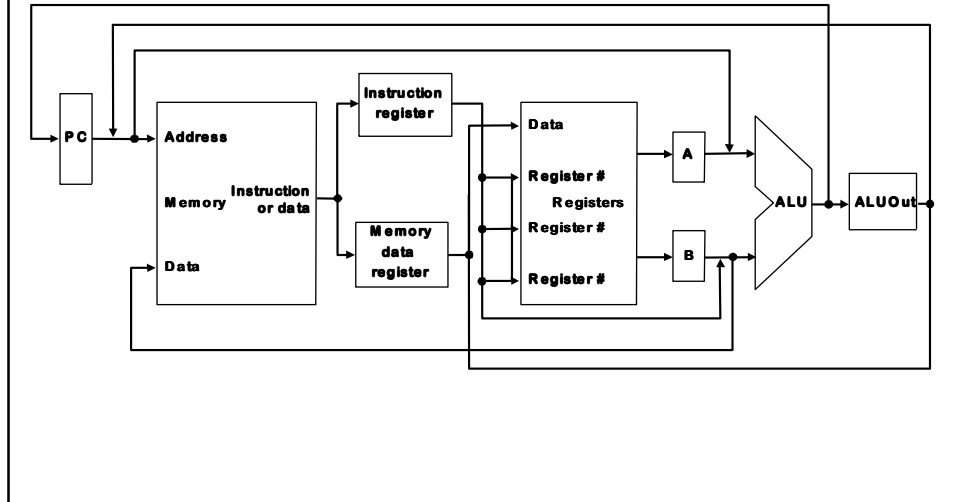 Instruction
register
PC
Address
Data
A
Memory
Instruction
or data
Register #
Registers
ALU
ALUOut
Register #
Memory
data
register
B
Data
Register #